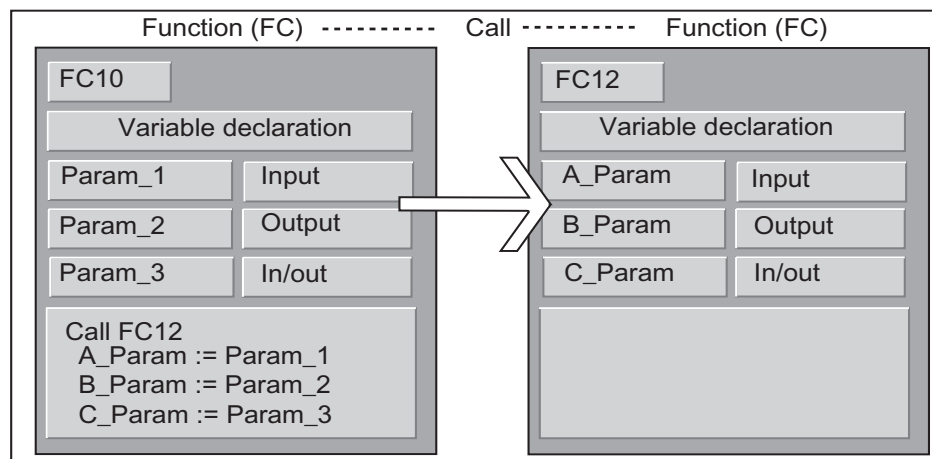 Function (FC) Call Function (FC)
FC10
Variable declaration
Param_1 Input
Param_2 Output
Param_3 In/out
Call FC12
A_Param := Param_1
B_Param := Param_2
C_Param := Param_3
FC12
Variable declaration
A_Param Input
B_Param Output
C_Param In/out